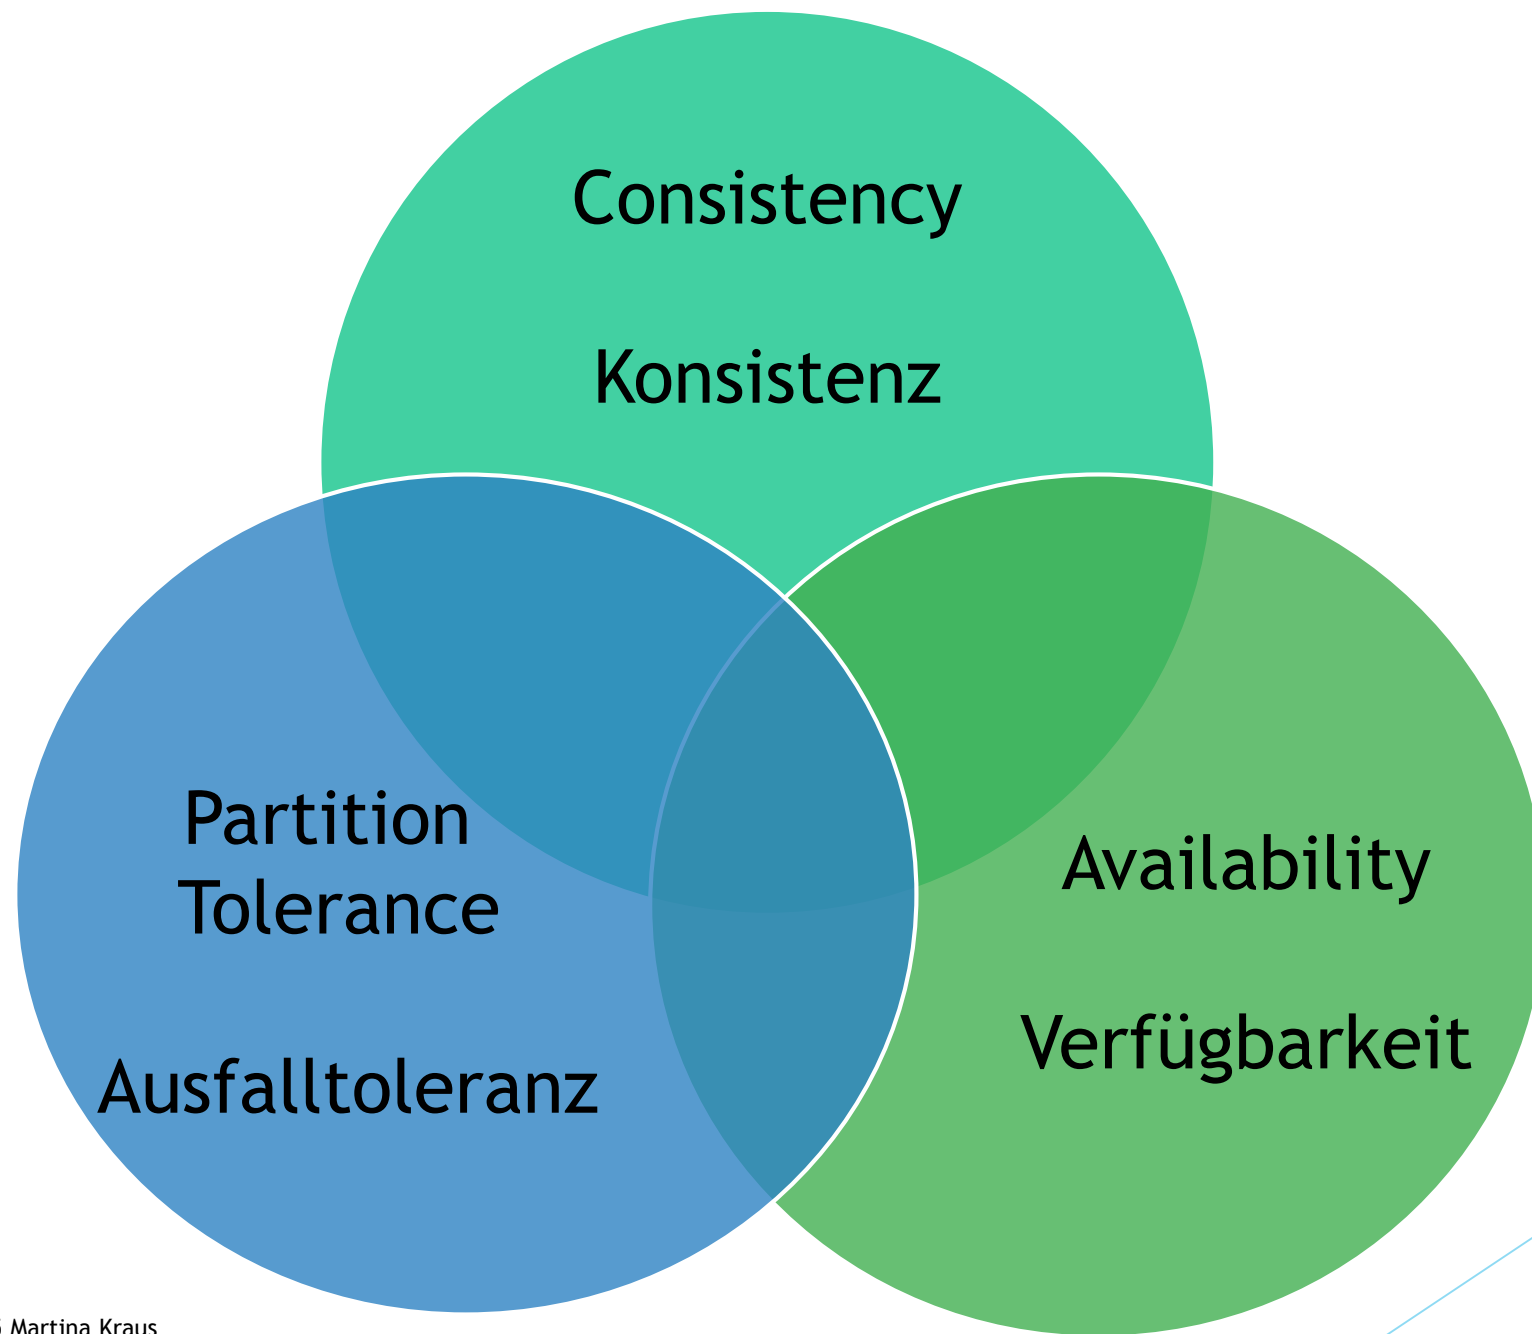 Consistency
Konsistenz
Partition
Tolerance
Ausfalltoleranz
Availability
Verfügbarkeit
Martina Kraus